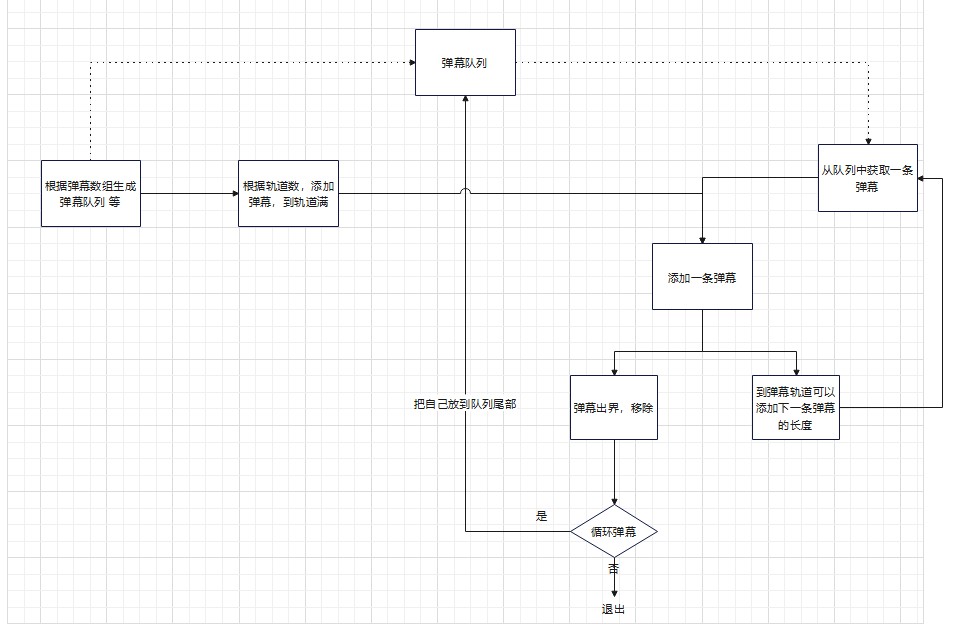 弹幕队列
根据弹幕数组生成
弹幕队列 等
根据轨道数，添加
弹幕，到轨道满
从队列中获取一条
弹幕
添加一条弹幕
弹幕出界，移除
到弹幕轨道可以
添加下一条弹幕
的长度
把自己放到队列尾部
是
循环弹幕
否
退出